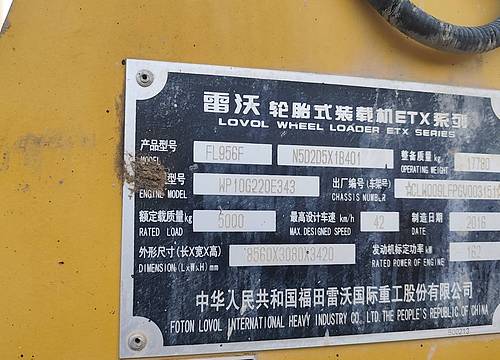 雷沃 轮胎式装载机ETX系列
LOVOL WHEEL LOADER ETX SERIES
产品型号 FL956F N502D5X1B401 整备质量 kg 17780
MODEL OPERATING WEIGHT
型号 WP10G220E343 出厂编号(车架号)
ENGINE MODEL CHASSIS NUMBER
额定载质量 kg 5000 最高设计车速 km/h 42 制造日期 2016
RATED LOAD MAX. DESIGNED SPEED DATE
外形尺寸(长X宽X高) 8560X3080X3420 发动机标定功率 kW 162
DIMENSION (LxWxH) mm RATED POWER OF ENGINE
中华人民共和国福田雷沃国际重工股份有限公司
FOTON LOVOL INTERNATIONAL HEAVY INDUSTRY CO., LTD. THE PEOPLE'S REPUBLIC OF CHINA